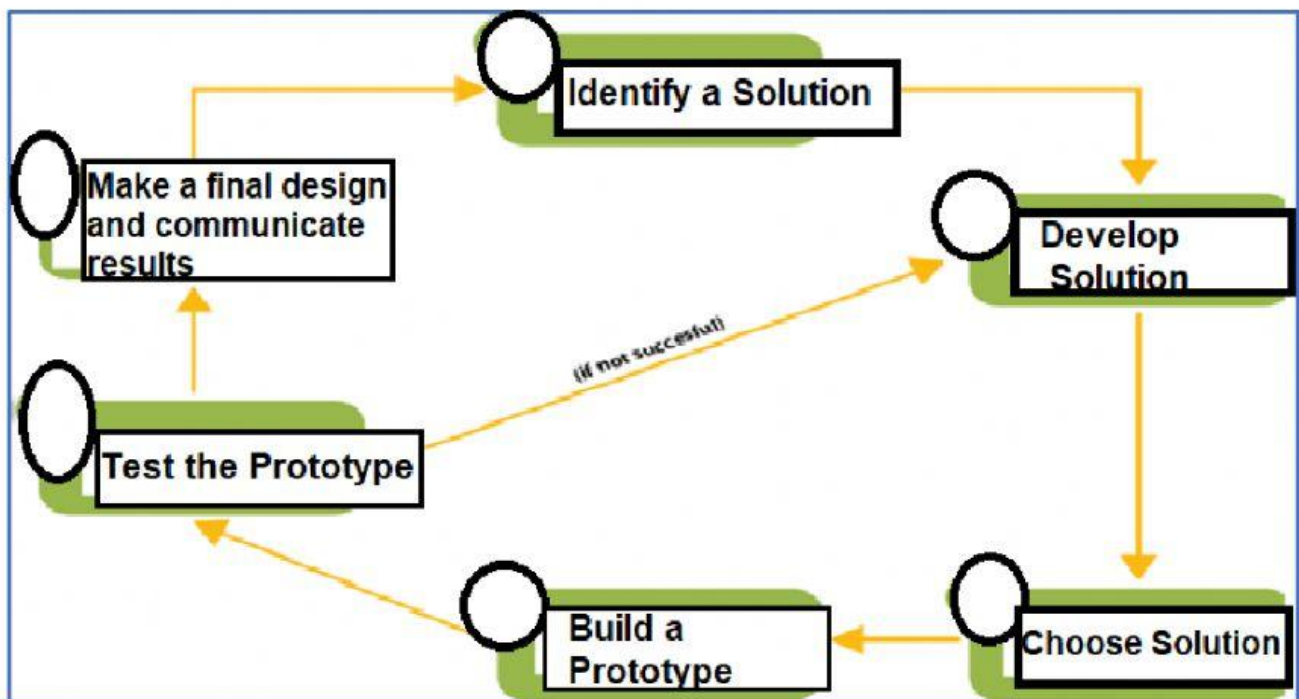 Identify a Solution
Make a final design
and communicate
results
Develop
Solution
(if not succesful)
Test the Prototype
Build a
Prototype
Choose Solution